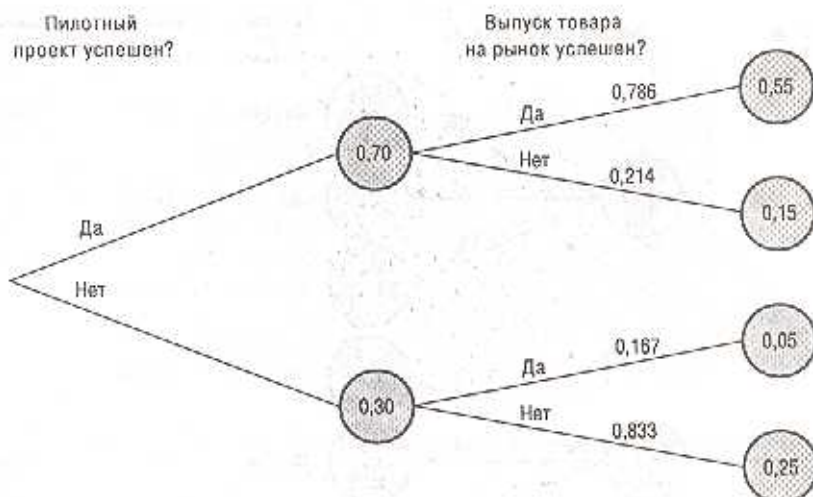 Пилотный
проект успешен?
Выпуск товара
на рынок успешен?
Да
0,786
0,55
0,70
Нет
0,214
0,15
Да
Нет
Да
0,167
0,05
0,30
Нет
0,833
0,25